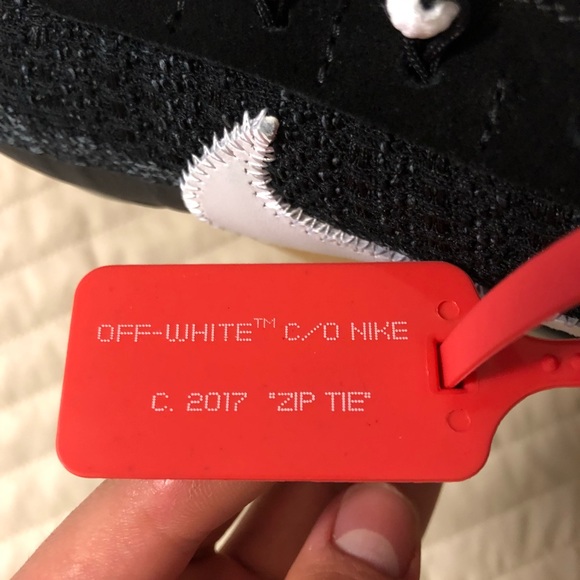 OFF-WHITE™ C/O NIKE
C. 2017 "ZIP TIE"